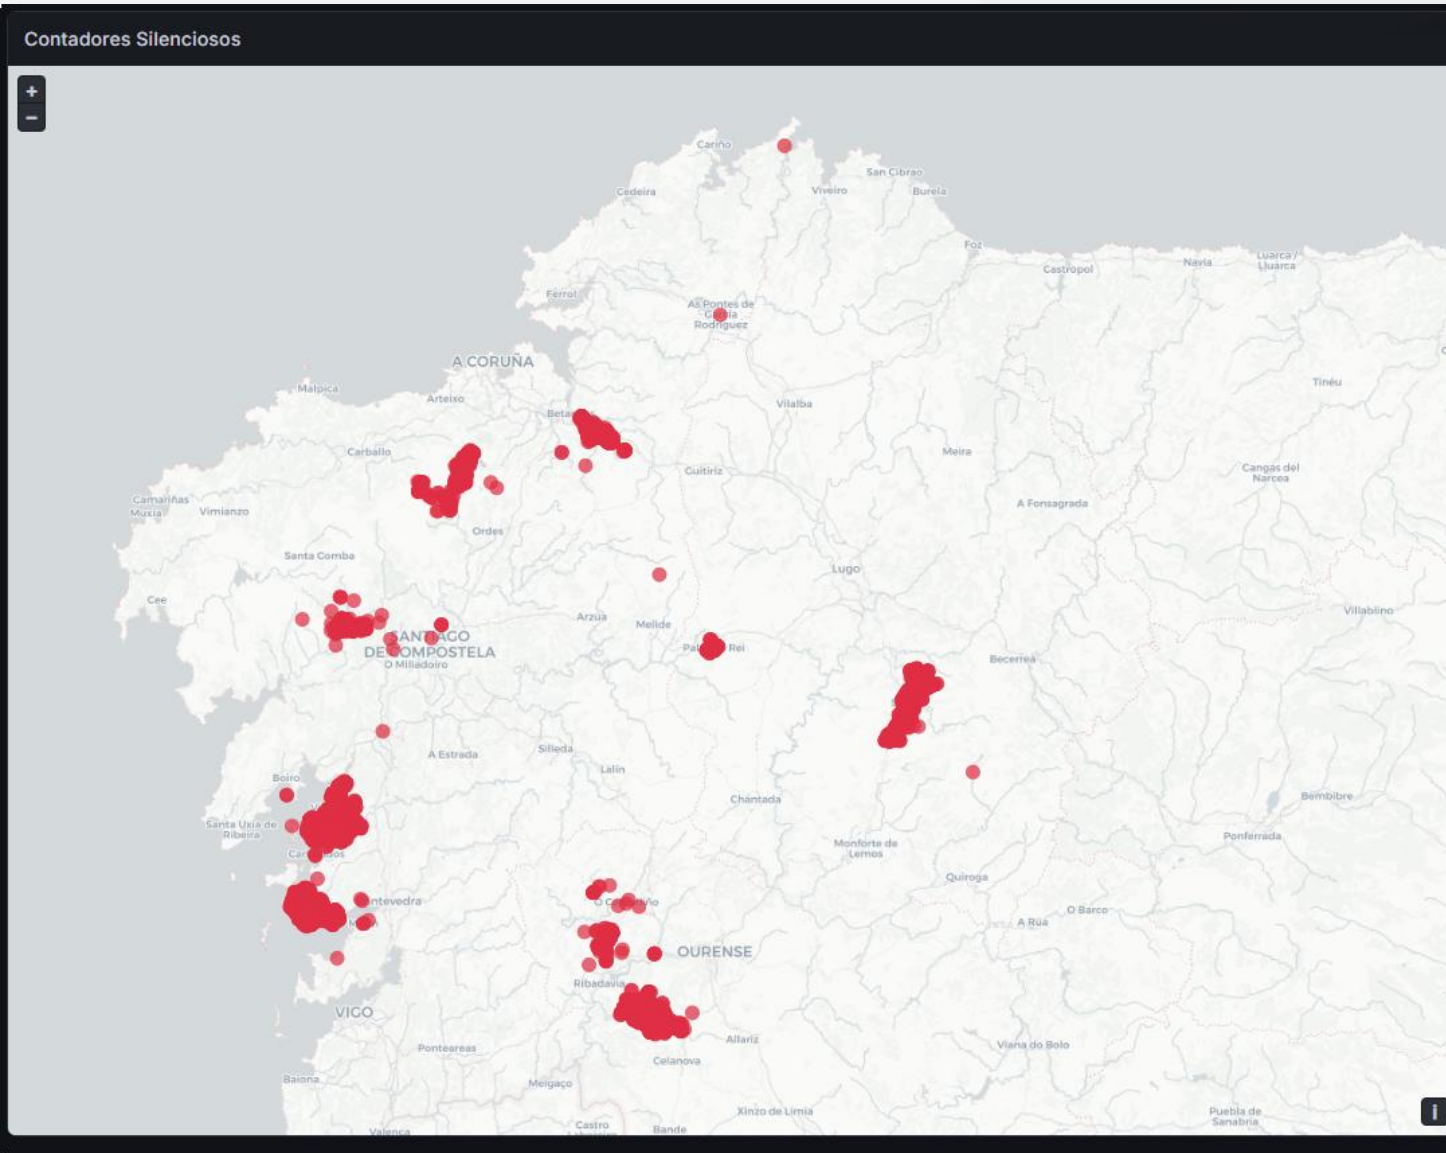 Contadores Silenciosos
+
−
Cariño
San Cibrao
Cedeira
Viveiro
Burela
Foz
Castropol
Navia
Luarca /
Lluarca
Ferrol
As Pontes de
García
Rodríguez
A CORUÑA
Malpica
Arteixo
Tinéu
Vilalba
Carballo
Meira
Guitiriz
Cangas del
Narcea
Camariñas
Muxía
Vimianzo
A Fonsagrada
Ordes
Santa Comba
Lugo
Cee
Arzúa
Melide
Villablino
SANTIAGO
DE COMPOSTELA
O Milladoiro
Rei
Becerreá
A Estrada
Silleda
Lalín
Boiro
Chantada
Bembibre
Santa Uxía de
Ribeira
Ponferrada
Monforte de
Lemos
Quiroga
ntevedra
O Barco
A Rúa
OURENSE
Ribadavia
VIGO
Allariz
Ponteareas
Viana do Bolo
Celanova
Baiona
Melgaço
Xinzo de Limia
Puebla de
Sanabria
Castro
Bande
Valença
i